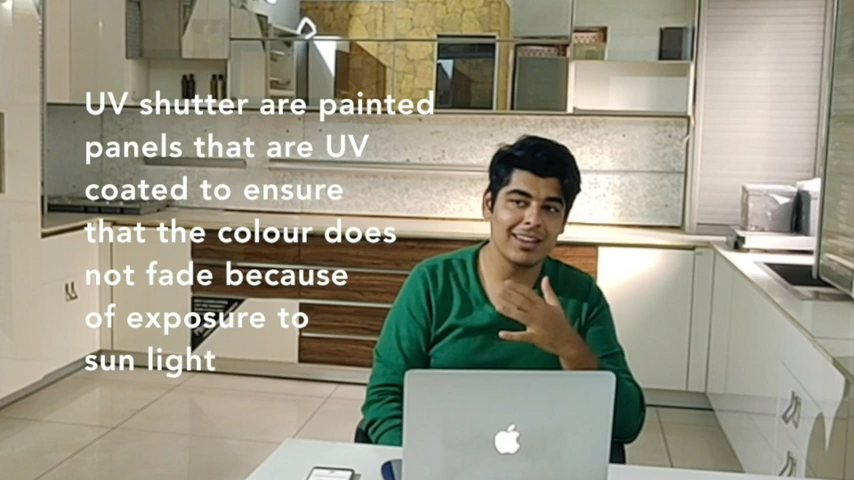 UV shutter are painted
panels that are UV
coated to ensure
that the colour does
not fade because
of exposure to
sun light